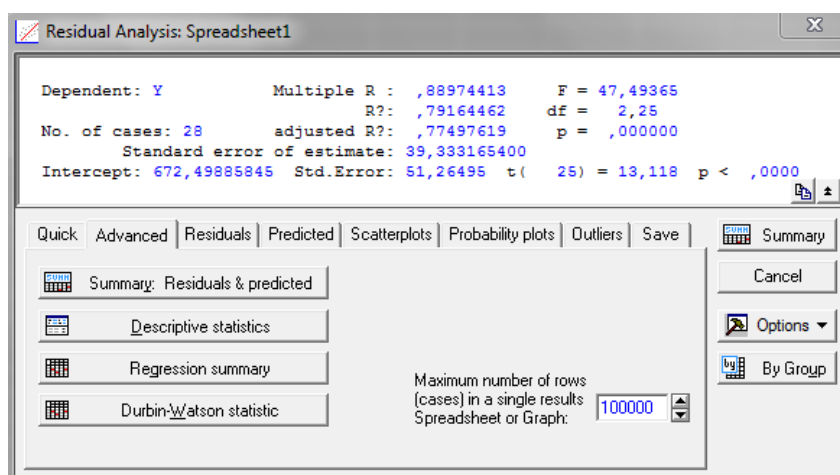 Residual Analysis: Spreadsheet1
Dependent: Y Multiple R : ,88974413 F = 47,49365
R?: ,79164462 df = 2,25
No. of cases: 28 adjusted R?: ,77497619 p = ,000000
Standard error of estimate: 39,333165400
Intercept: 672,49885845 Std.Error: 51,26495 t( 25) = 13,118 p < ,0000
Quick Advanced Residuals Predicted Scatterplots Probability plots Outliers Save
Summary
Summary: Residuals & predicted
Cancel
Descriptive statistics
Options
Regression summary
By Group
Durbin-Watson statistic
Maximum number of rows
(cases) in a single results
Spreadsheet or Graph: 100000